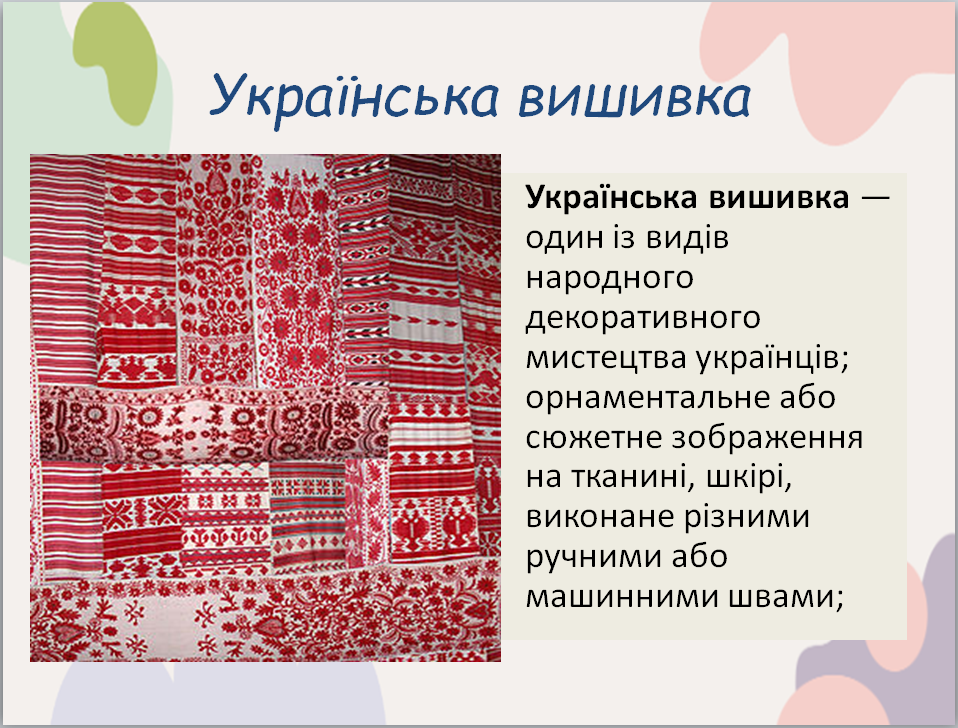 Українська вишивка
Українська вишивка —
один із видів
народного
декоративного
мистецтва українців;
орнаментальне або
сюжетне зображення
на тканині, шкірі,
виконане різними
ручними або
машинними швами;